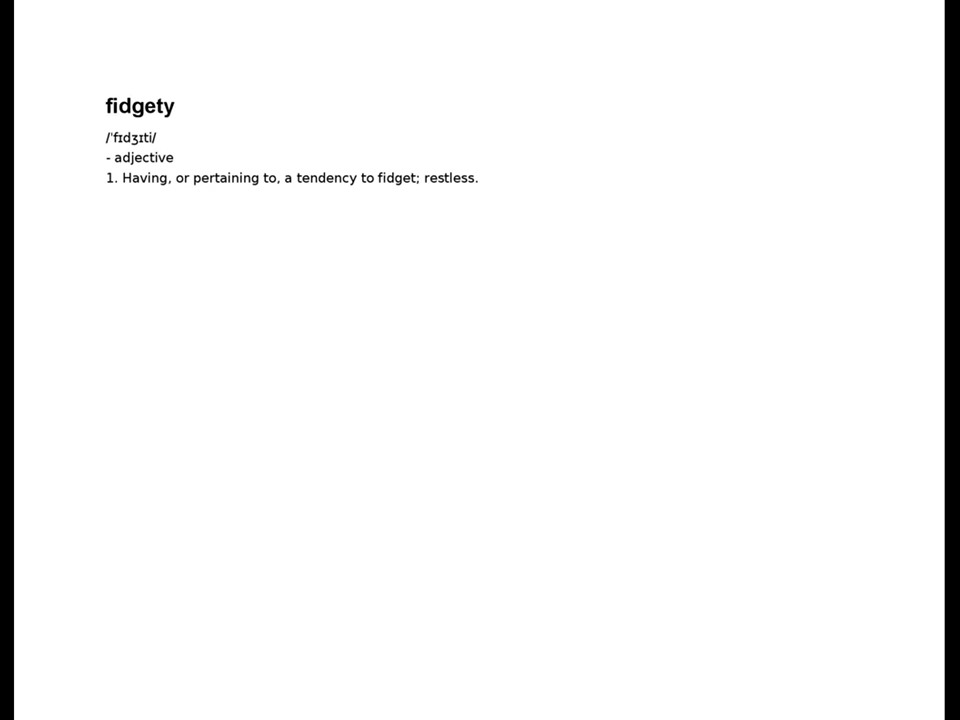 fidgety
/ˈfɪdʒɪti/
- adjective
1. Having, or pertaining to, a tendency to fidget; restless.